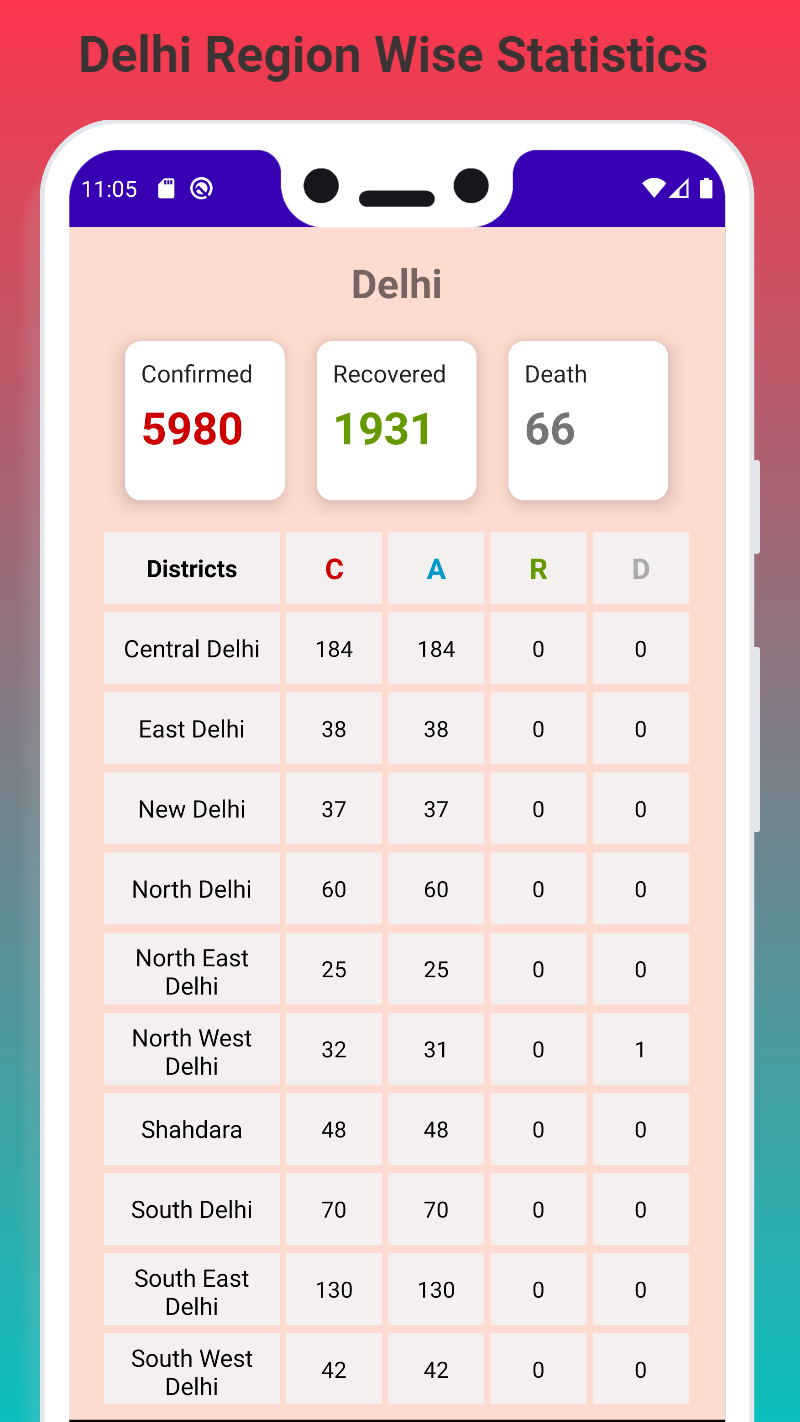 Delhi Region Wise Statistics
11:05
Delhi
Confirmed Recovered Death
5980 1931 66
Districts C A R D
Central Delhi 184 184 0 0
East Delhi 38 38 0 0
New Delhi 37 37 0 0
North Delhi 60 60 0 0
North East
Delhi 25 25 0 0
North West
Delhi 32 31 0 1
Shahdara 48 48 0 0
South Delhi 70 70 0 0
South East
Delhi 130 130 0 0
South West
Delhi 42 42 0 0